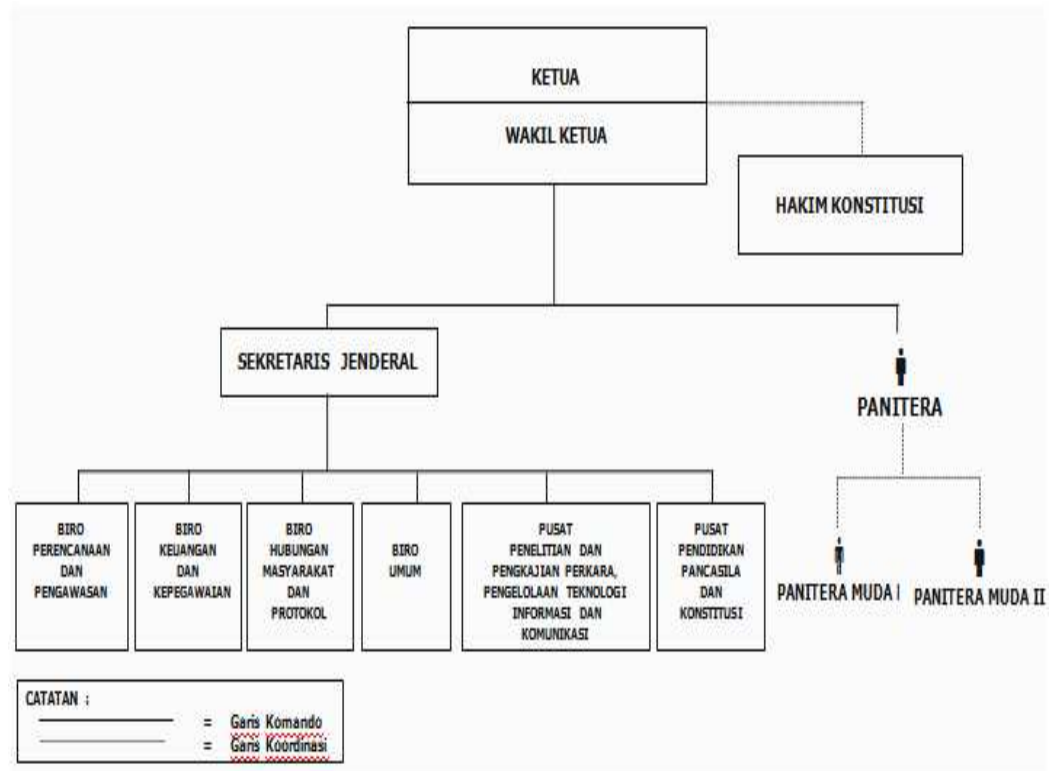 KETUA
WAKIL KETUA
HAKIM KONSTITUSI
SEKRETARIS JENDERAL
PANITERA
BIRO
PERENCANAAN
DAN
PENGAWASAN
BIRO
KEUANGAN
DAN
KEPEGAWAIAN
BIRO
HUBUNGAN
MASYARAKAT
DAN
PROTOKOL
BIRO
UMUM
PUSAT
PENELITIAN DAN
PENGKAJIAN PERKARA,
PENGELOLAAN TEKNOLOGI
INFORMASI DAN
KOMUNIKASI
PUSAT
PENDIDIKAN
PANCASILA
DAN
KONSTITUSI
PANITERA MUDA I
PANITERA MUDA II
CATATAN :
= Garis Komando
= Garis Koordinasi